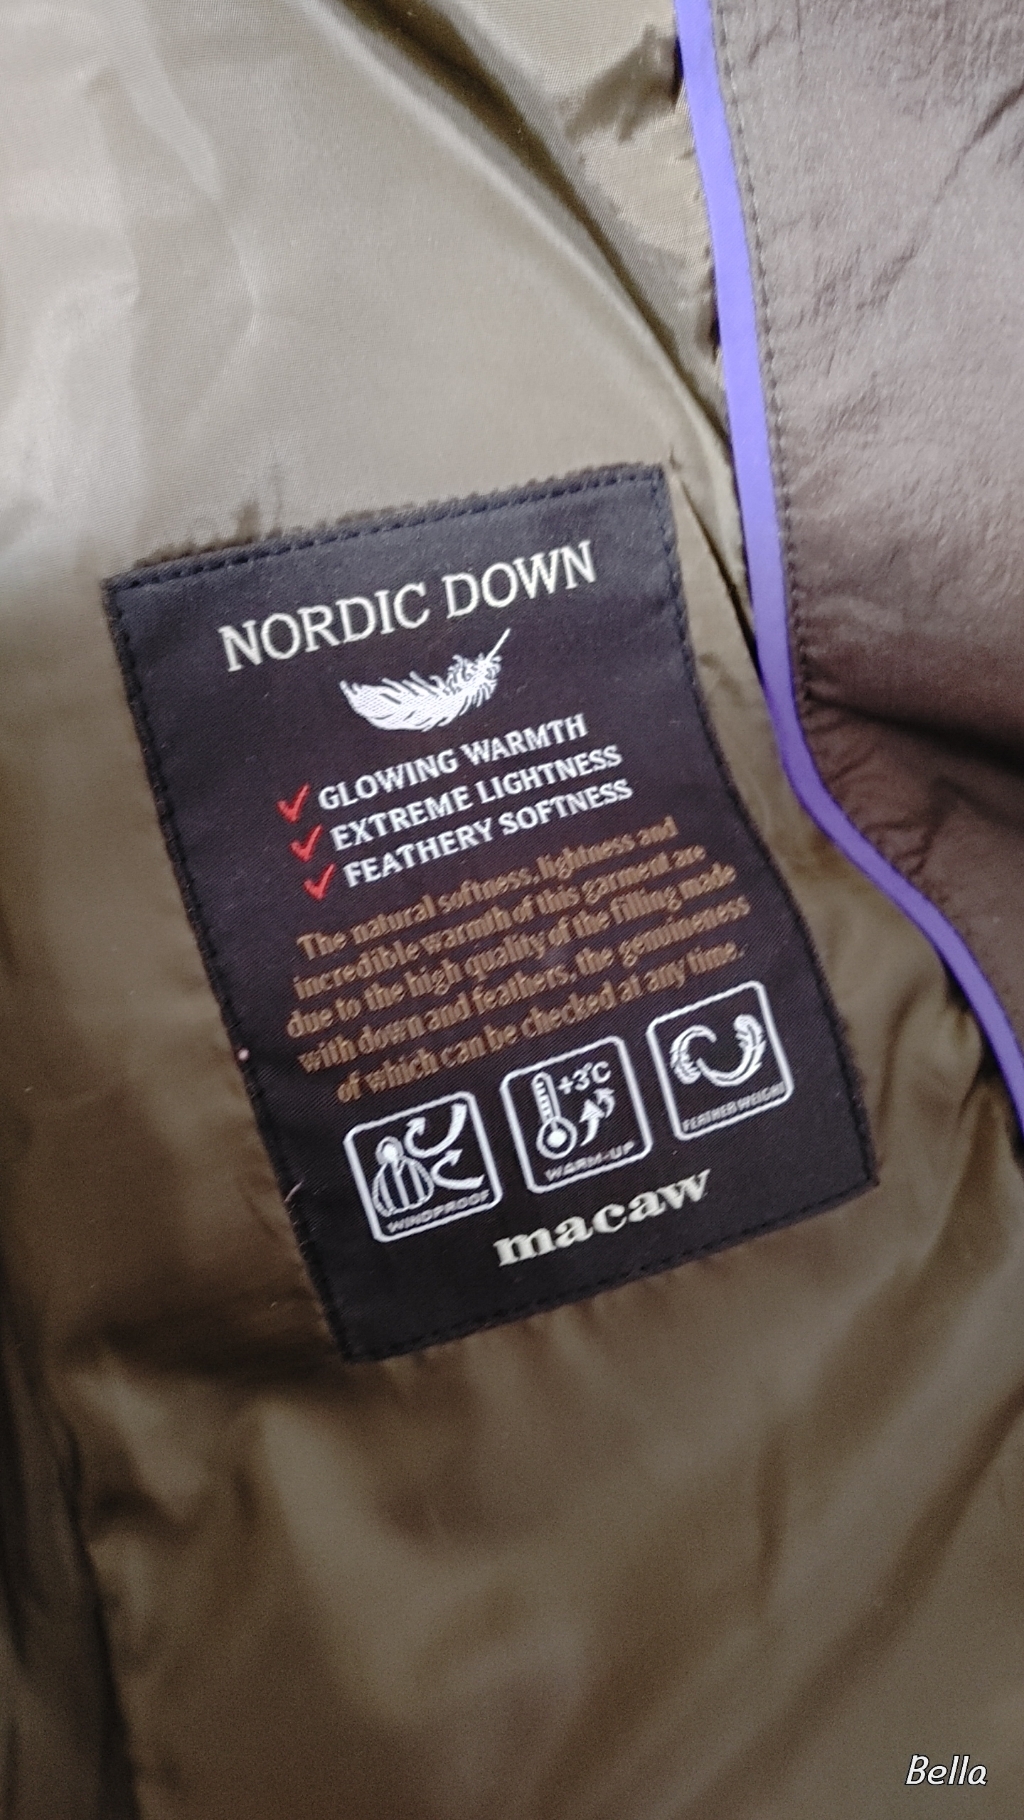 NORDIC DOWN
GLOWING WARMTH
EXTREME LIGHTNESS
FEATHERY SOFTNESS
The natural softness, lightness and
incredible warmth of this garment are
due to the high quality of the filling made
with down and feathers, the genuineness
of which can be checked at any time.
WINDPROOF
+3°C
WARM-UP
FEATHERWEIGHT
macaw
Bella